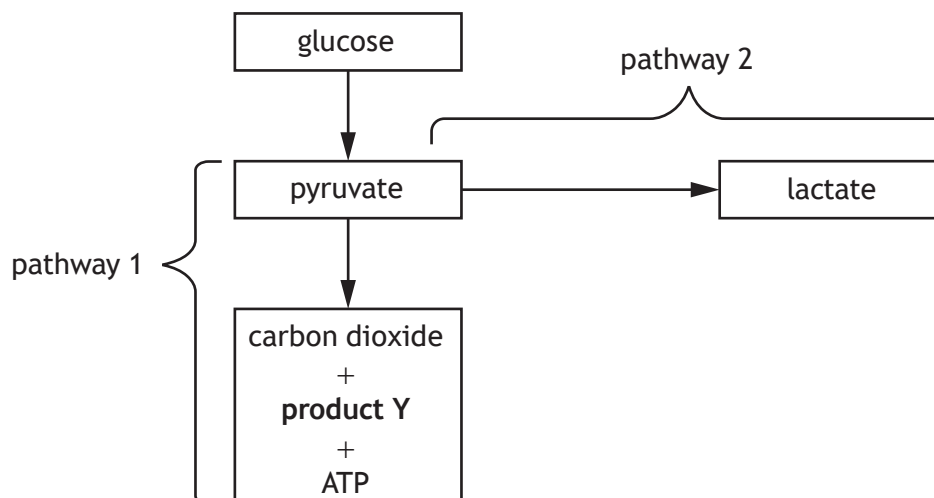 glucose
pathway 2
pyruvate
lactate
pathway 1
carbon dioxide
+
product Y
+
ATP